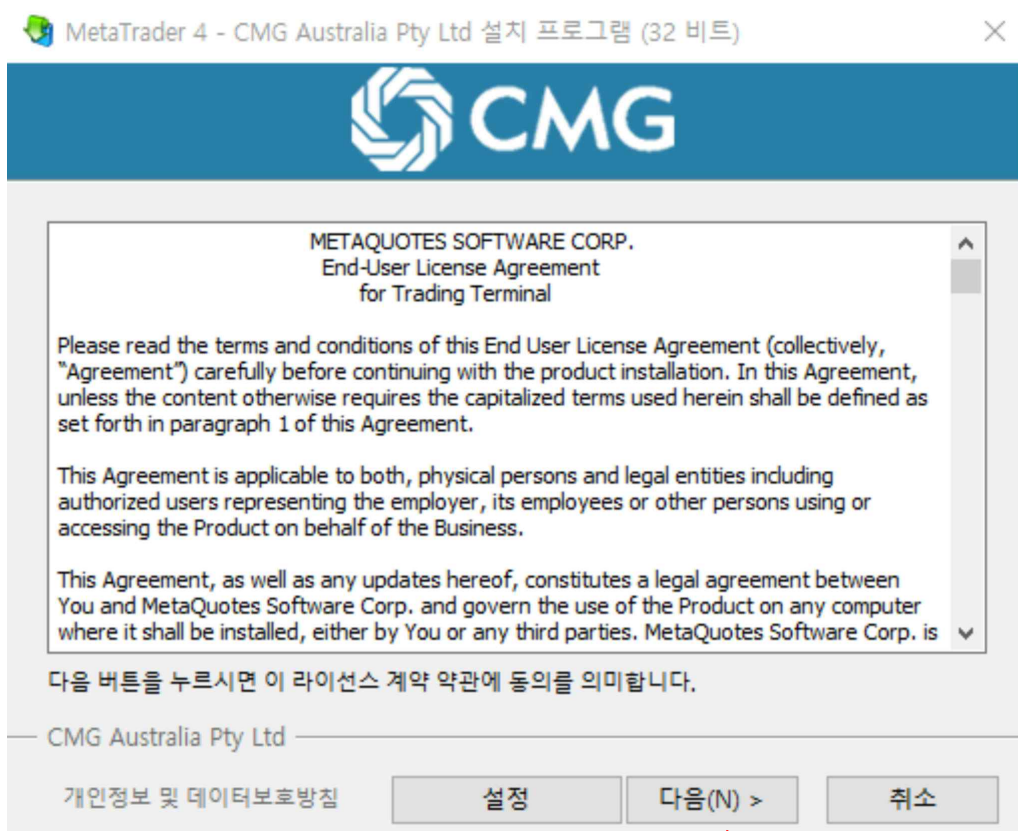 MetaTrader 4 - CMG Australia Pty Ltd 설치 프로그램 (32 비트)
CMG
METAQUOTES SOFTWARE CORP.
End-User License Agreement
for Trading Terminal
Please read the terms and conditions of this End User License Agreement (collectively,
“Agreement”) carefully before continuing with the product installation. In this Agreement,
unless the content otherwise requires the capitalized terms used herein shall be defined as
set forth in paragraph 1 of this Agreement.
This Agreement is applicable to both, physical persons and legal entities including
authorized users representing the employer, its employees or other persons using or
accessing the Product on behalf of the Business.
This Agreement, as well as any updates hereof, constitutes a legal agreement between
You and MetaQuotes Software Corp. and govern the use of the Product on any computer
where it shall be installed, either by You or any third parties. MetaQuotes Software Corp. is
다음 버튼을 누르시면 이 라이선스 계약 약관에 동의를 의미합니다.
CMG Australia Pty Ltd
개인정보 및 데이터보호방침 설정 다음(N) > 취소